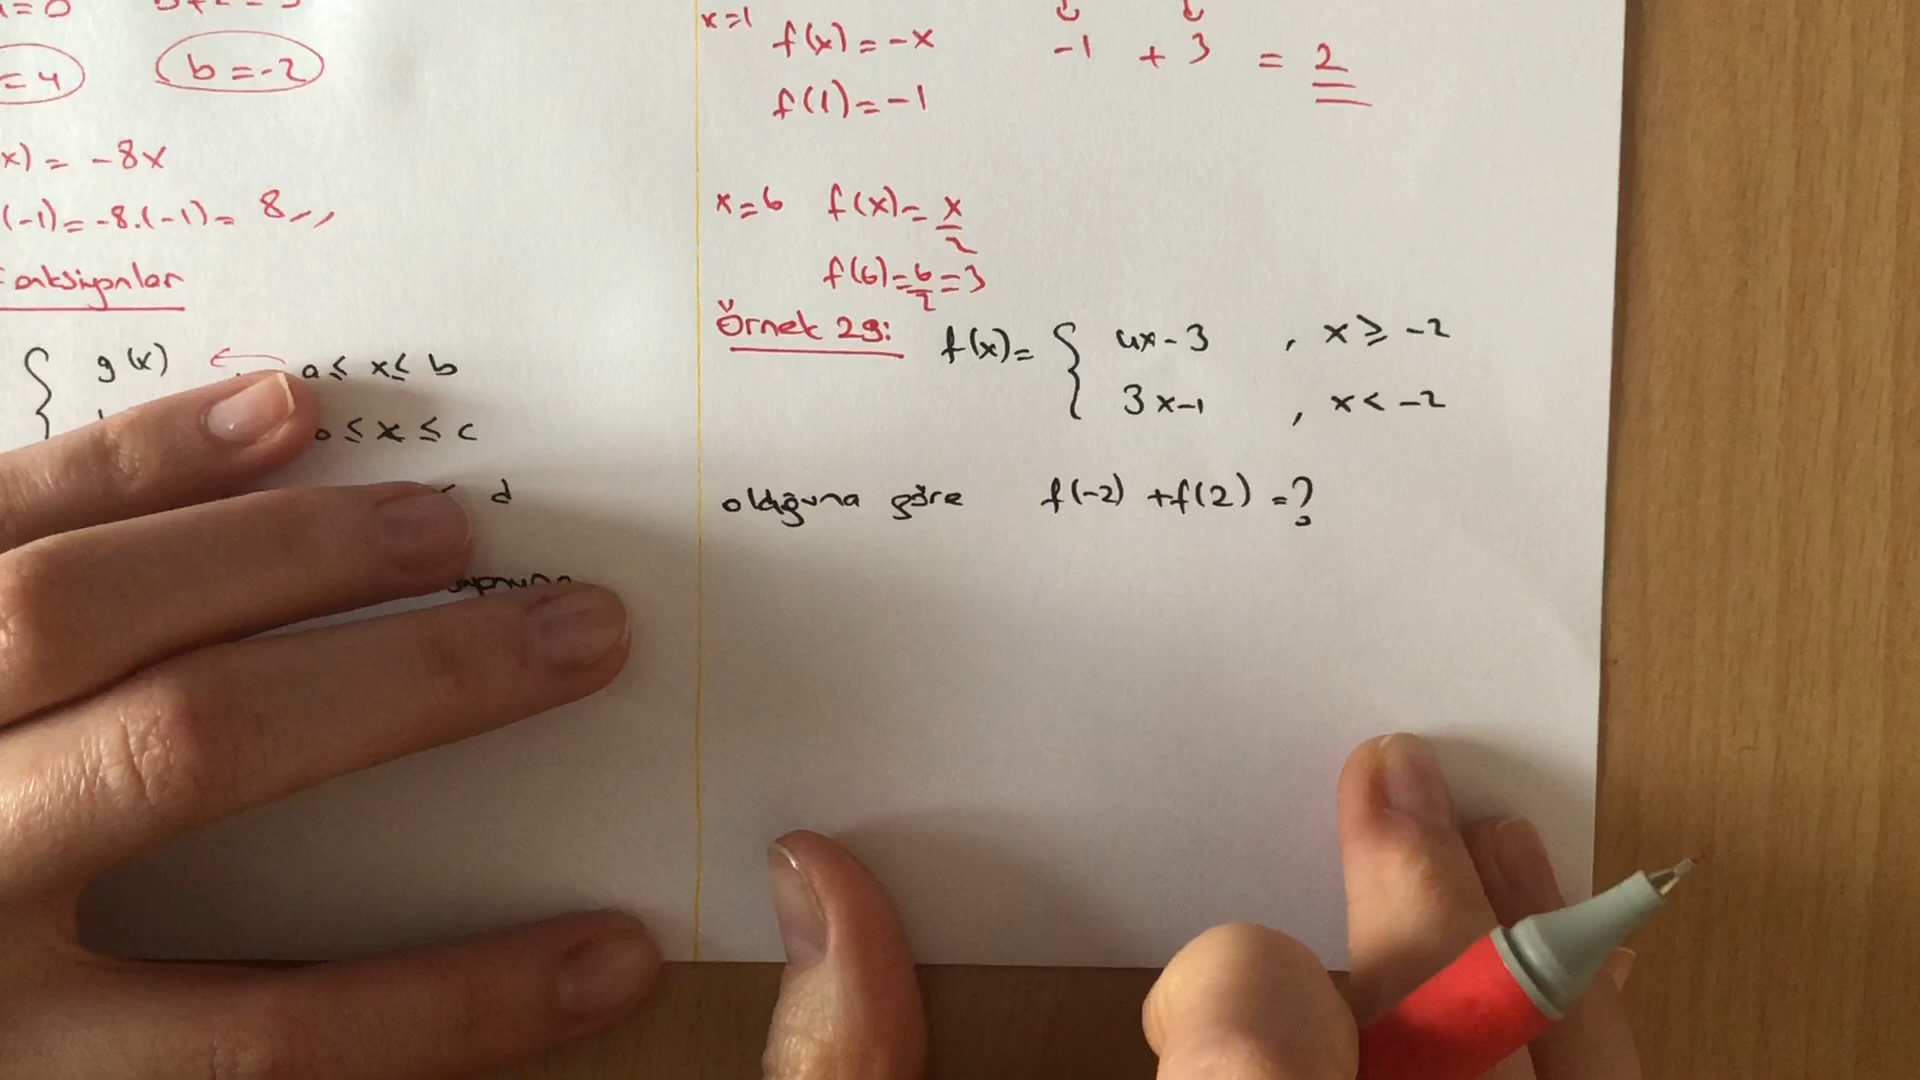 b = -2
= 4
x) = -8x
(-1) = -8.(-1) = 8
g(x) a ≤ x ≤ b
≤ x ≤ c
d
x=1 f(x) = -x
-1 + 3 = 2
f(1) = -1
x=6 f(x) = x/2
f(6) = 6/2 = 3
Örnek 29: f(x) = { 4x - 3 , x ≥ -2
3x-1 , x < -2
olduğuna göre f(-2) + f(2) = ?